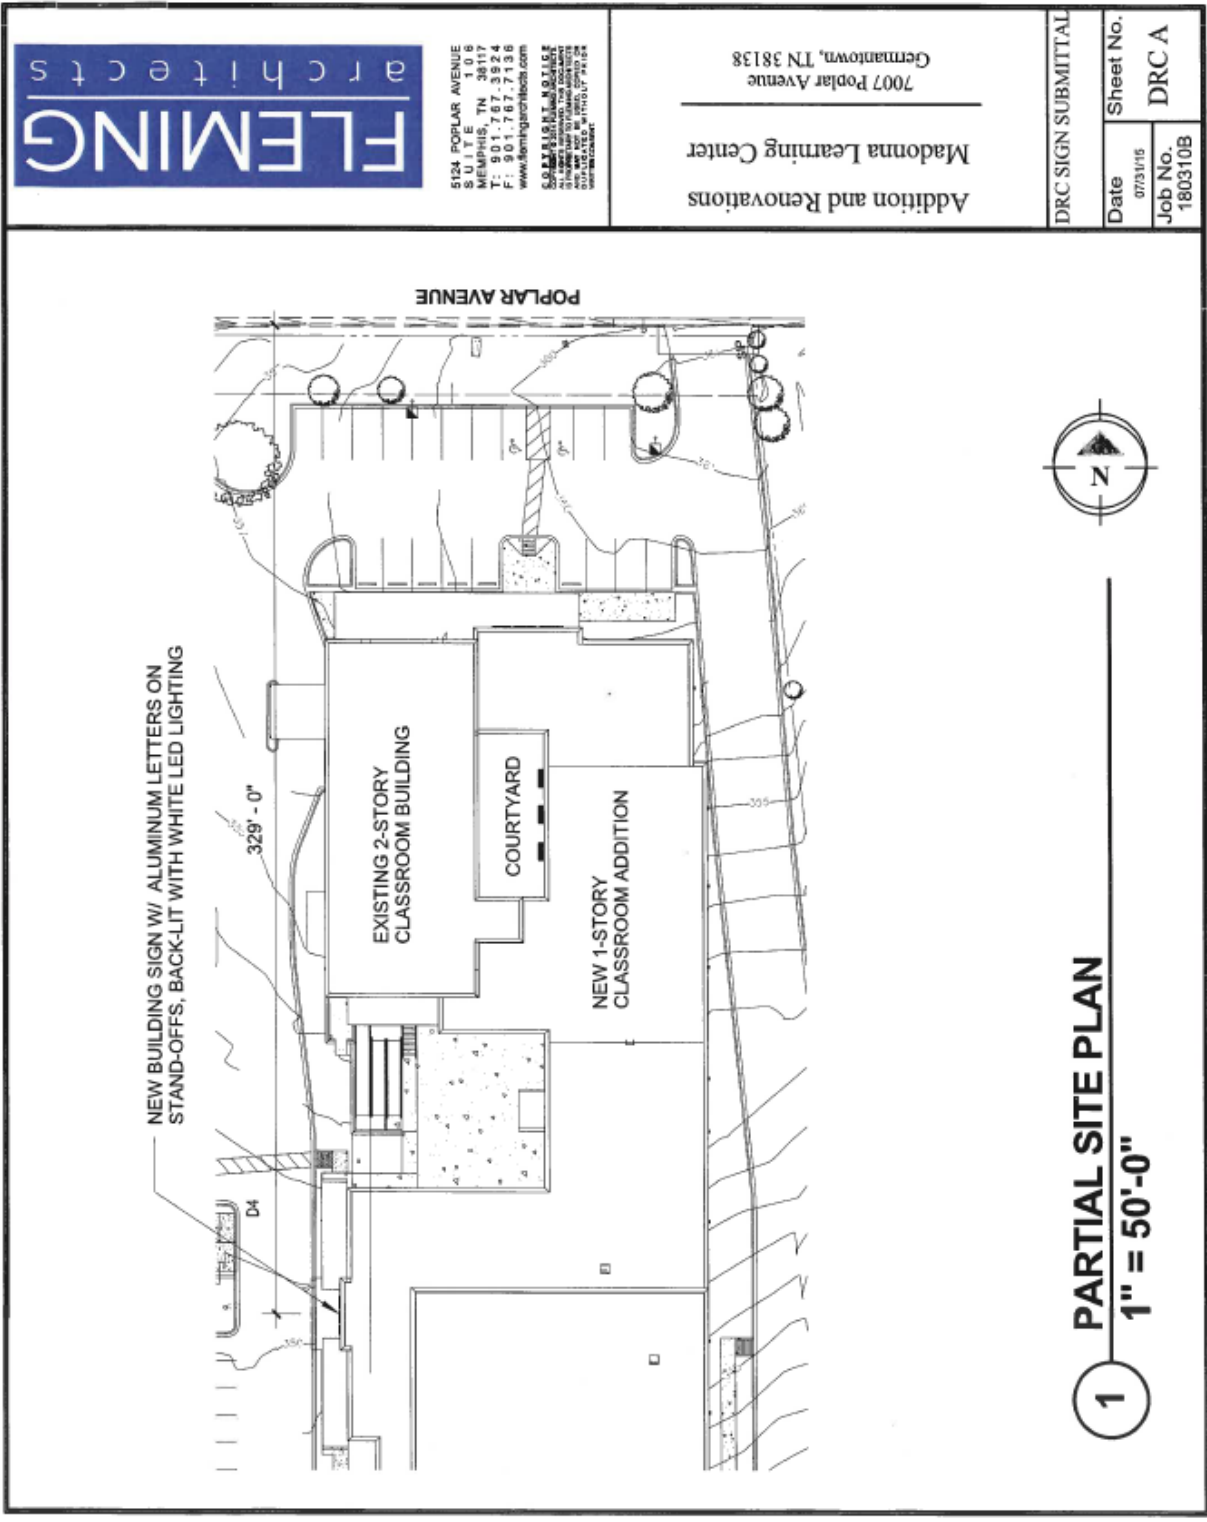 FLEMING
architects
5124 POPLAR AVENUE
SUITE 106
MEMPHIS, TN 38117
T: 901.767.3924
F: 901.767.7136
www.flemingarchitects.com
COPYRIGHT NOTICE
Addition and Renovations
Madonna Learning Center
7007 Poplar Avenue
Germantown, TN 38138
DRC SIGN SUBMITTAL
Date
07/31/15
Sheet No.
DRC A
Job No.
180310B
POPLAR AVENUE
NEW BUILDING SIGN W/ ALUMINUM LETTERS ON
STAND-OFFS, BACK-LIT WITH WHITE LED LIGHTING
329' - 0"
EXISTING 2-STORY
CLASSROOM BUILDING
COURTYARD
NEW 1-STORY
CLASSROOM ADDITION
D4
355
350
N
1
PARTIAL SITE PLAN
1" = 50'-0"